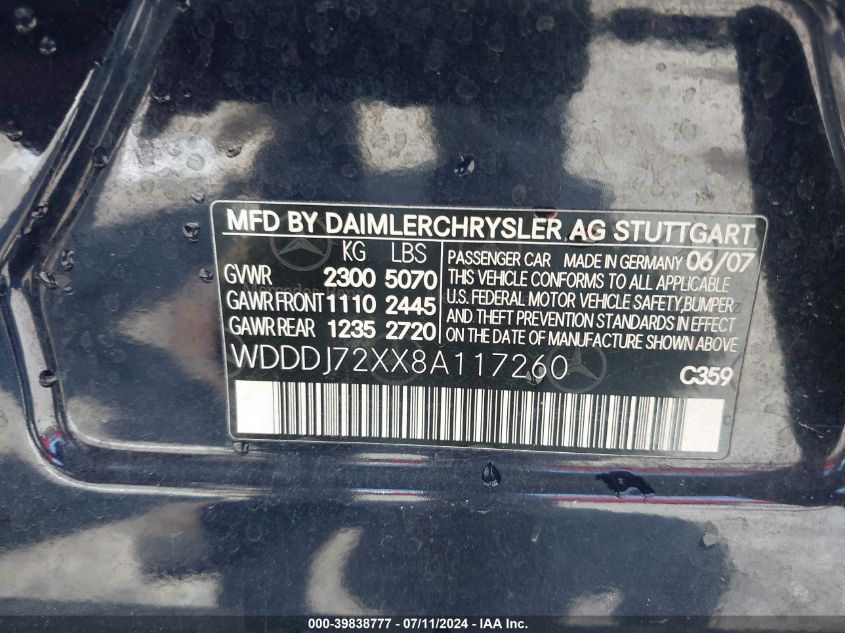 MFD BY DAIMLERCHRYSLER AG STUTTGART
KG LBS
GVWR 2300 5070
GAWR FRONT 1110 2445
GAWR REAR 1235 2720
PASSENGER CAR MADE IN GERMANY 06/07
THIS VEHICLE CONFORMS TO ALL APPLICABLE
U.S. FEDERAL MOTOR VEHICLE SAFETY,BUMPER
AND THEFT PREVENTION STANDARDS IN EFFECT
ON THE DATE OF MANUFACTURE SHOWN ABOVE.
WDDDJ72XX8A117260
C359
000-39838777 - 07/11/2024 - IAA Inc.